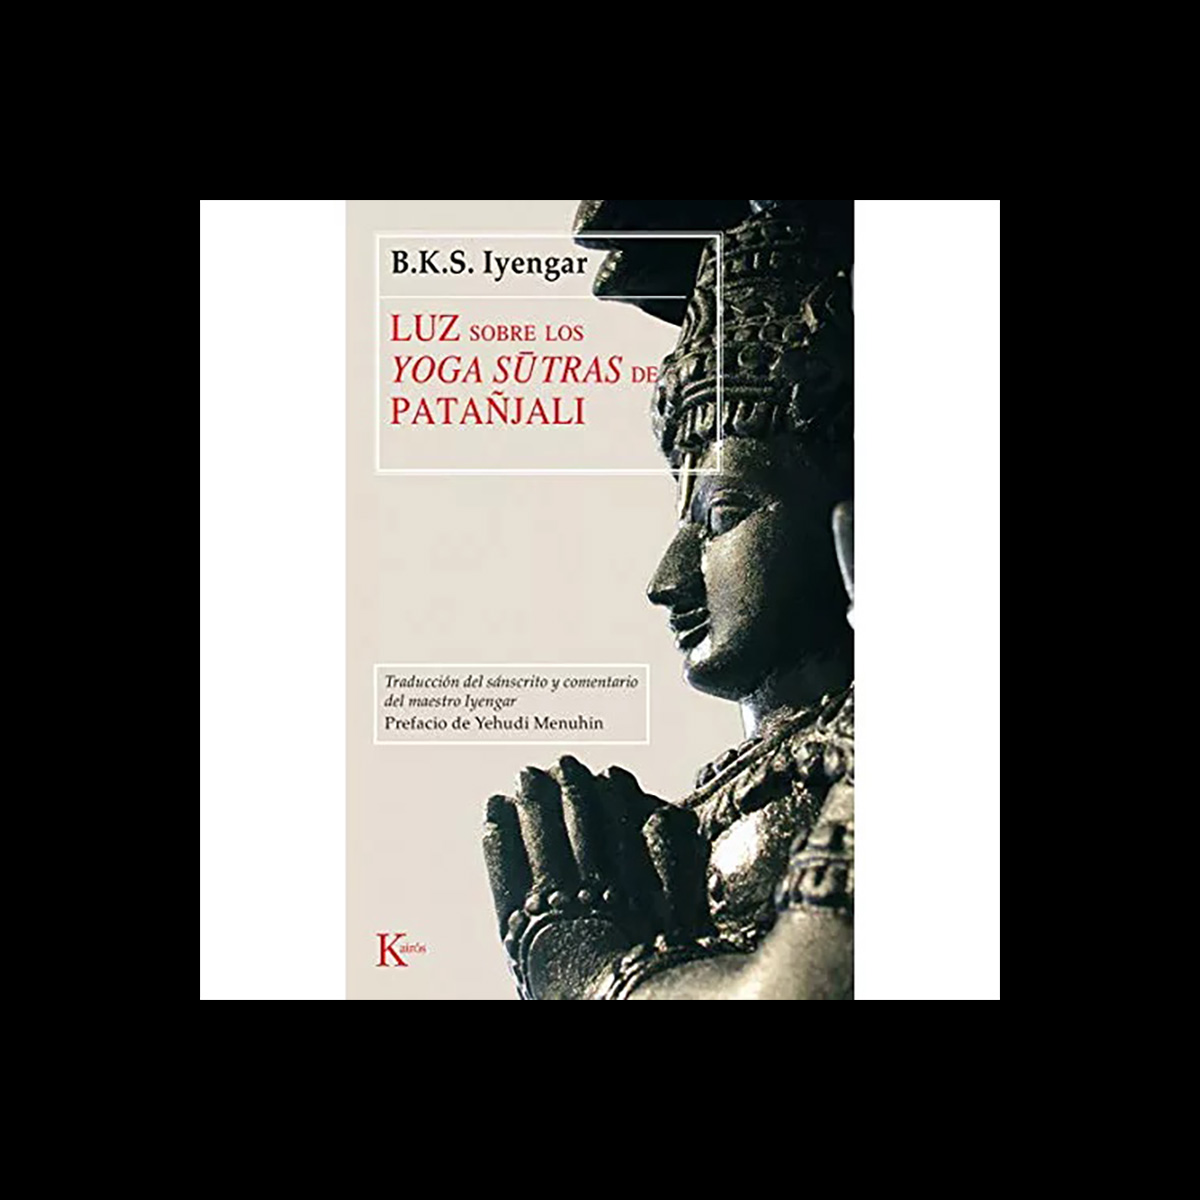 B.K.S. Iyengar
LUZ SOBRE LOS
YOGA SŪTRAS DE
PATAÑJALI
Traducción del sánscrito y comentario
del maestro Iyengar
Prefacio de Yehudi Menuhin
Kairós